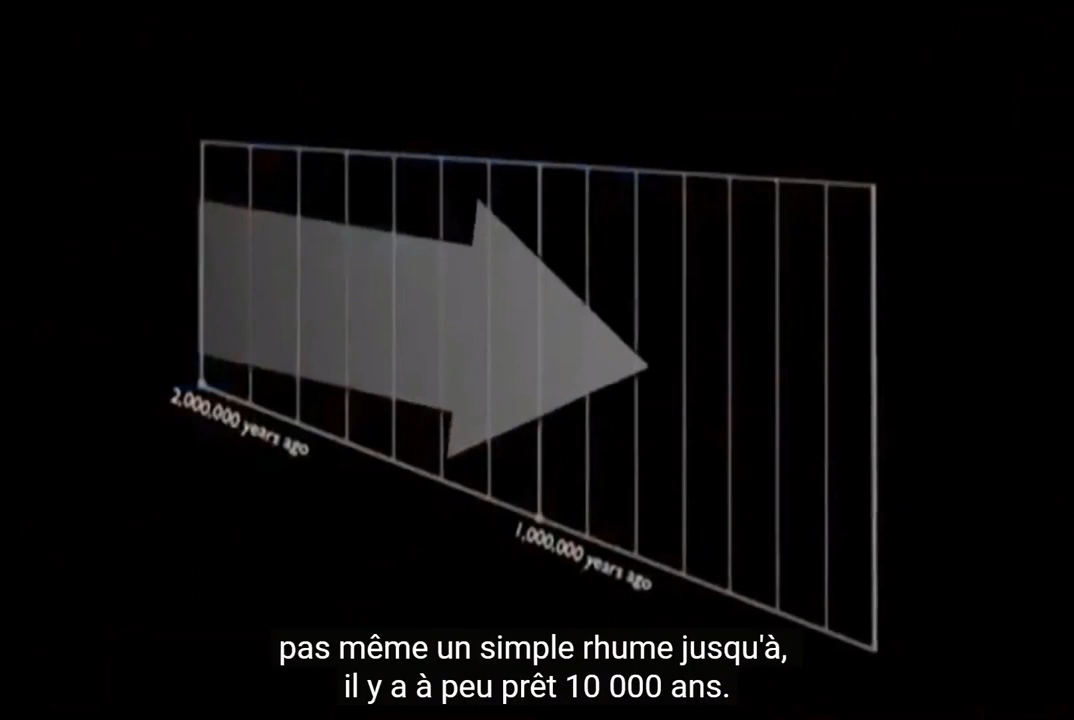 2,000,000 years ago
1,000,000 years ago
pas même un simple rhume jusqu'à,
il y a à peu prêt 10 000 ans.